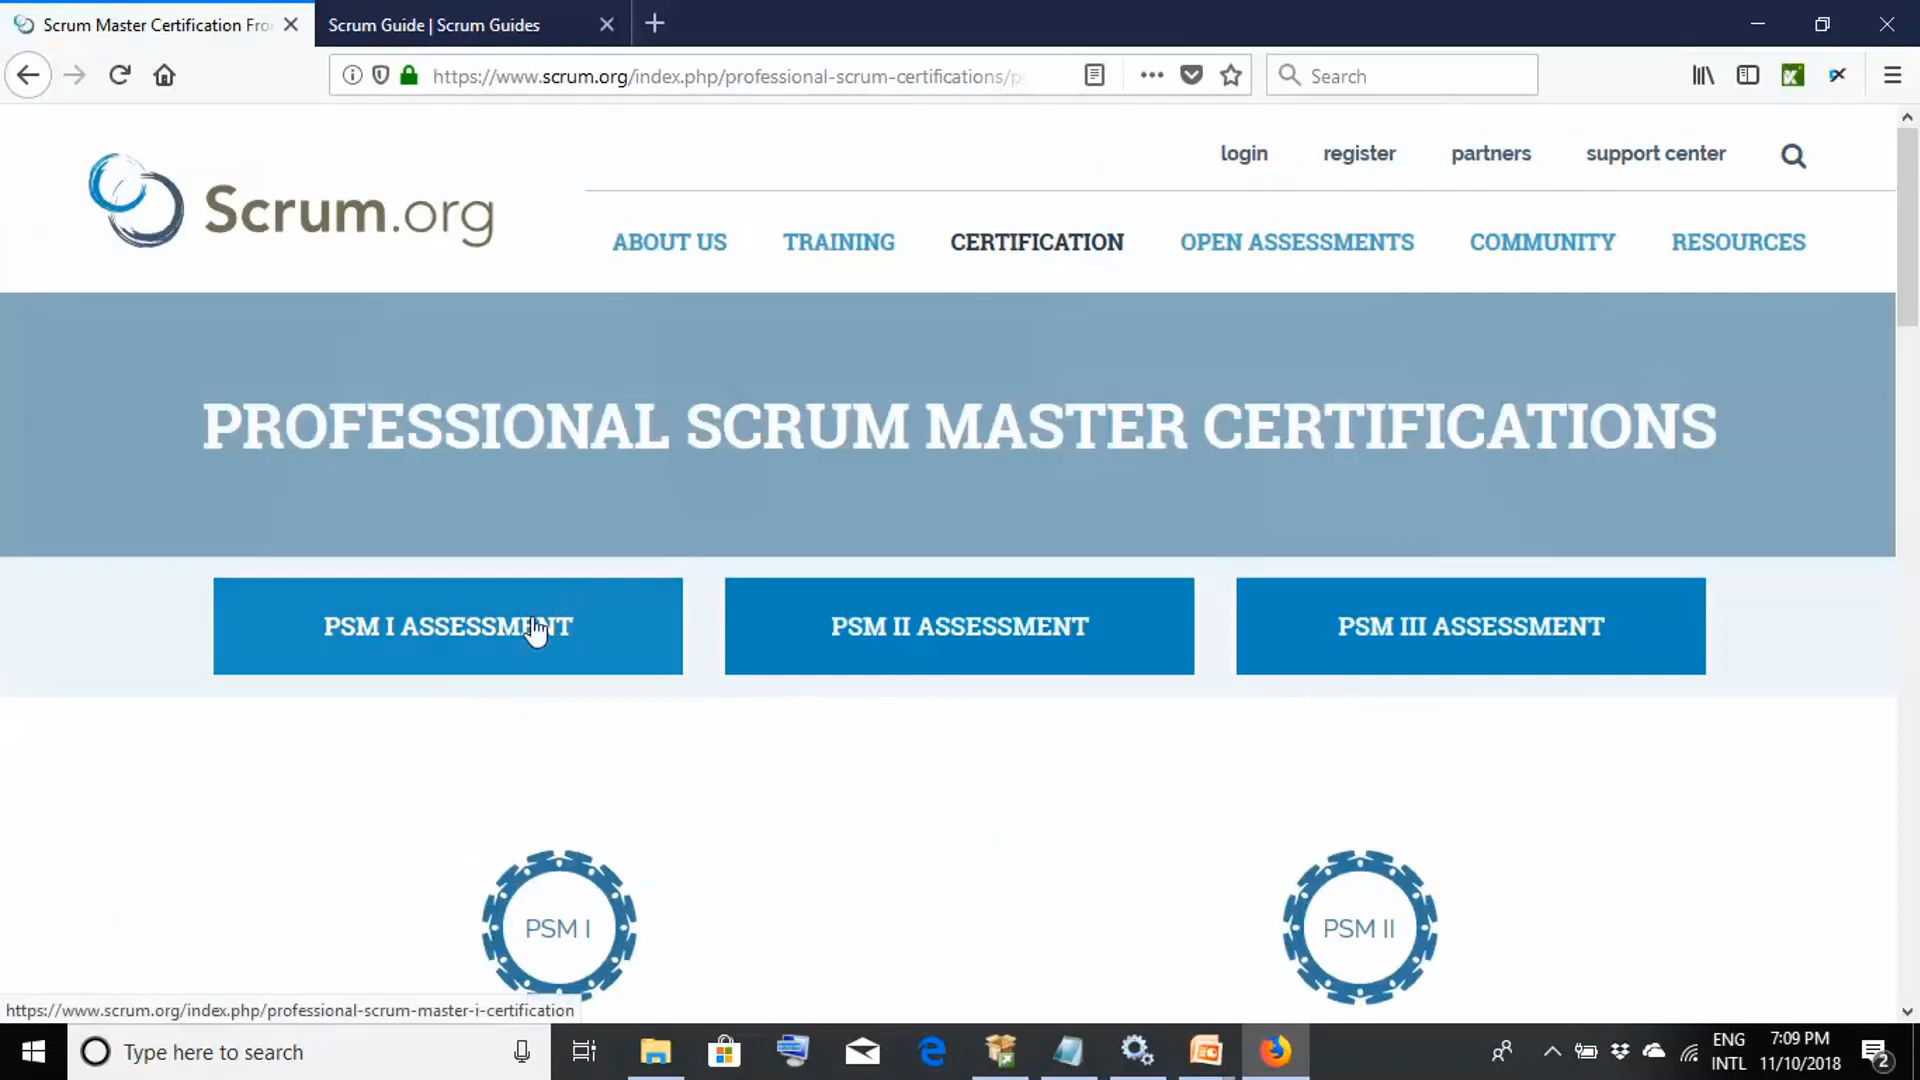 Scrum Master Certification Fro
Scrum Guide | Scrum Guides
https://www.scrum.org/index.php/professional-scrum-certifications/p
Search
login register partners support center
Scrum.org
ABOUT US TRAINING CERTIFICATION OPEN ASSESSMENTS COMMUNITY RESOURCES
PROFESSIONAL SCRUM MASTER CERTIFICATIONS
PSM I ASSESSMENT PSM II ASSESSMENT PSM III ASSESSMENT
PSM I PSM II
https://www.scrum.org/index.php/professional-scrum-master-i-certification
Type here to search
ENG
INTL
7:09 PM
11/10/2018
2